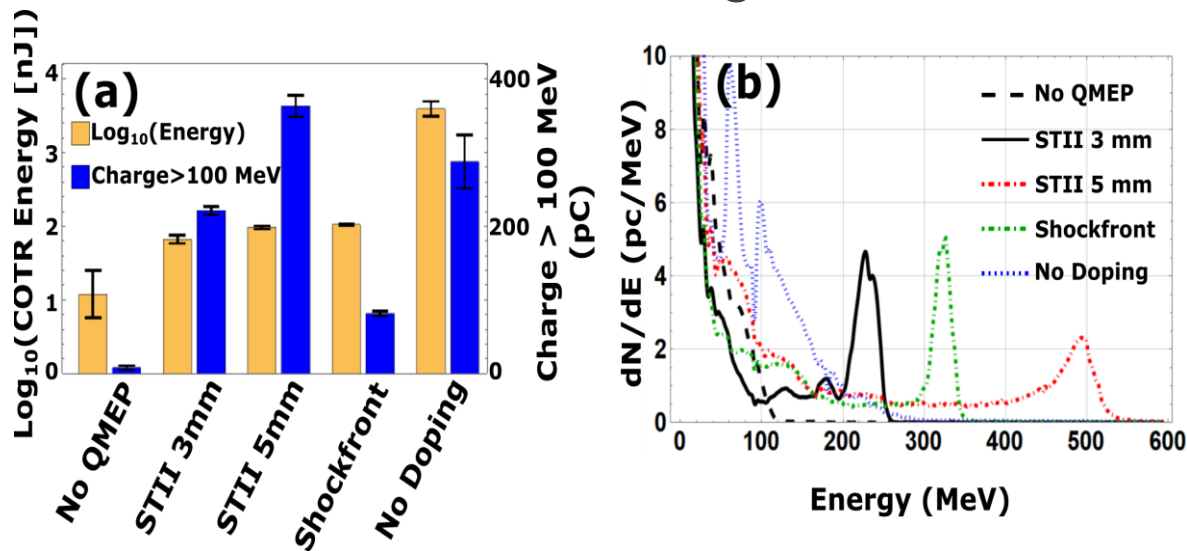 (a)
Log₁₀(COTR Energy [nJ])
4
3
2
1
0
Log₁₀(Energy)
Charge>100 MeV
400
200
0
Charge > 100 MeV
(pC)
No QMEP
STII 3mm
STII 5mm
Shockfront
No Doping
(b)
dN/dE (pc/MeV)
10
8
6
4
2
0
No QMEP
STII 3 mm
STII 5 mm
Shockfront
No Doping
0 100 200 300 400 500 600
Energy (MeV)